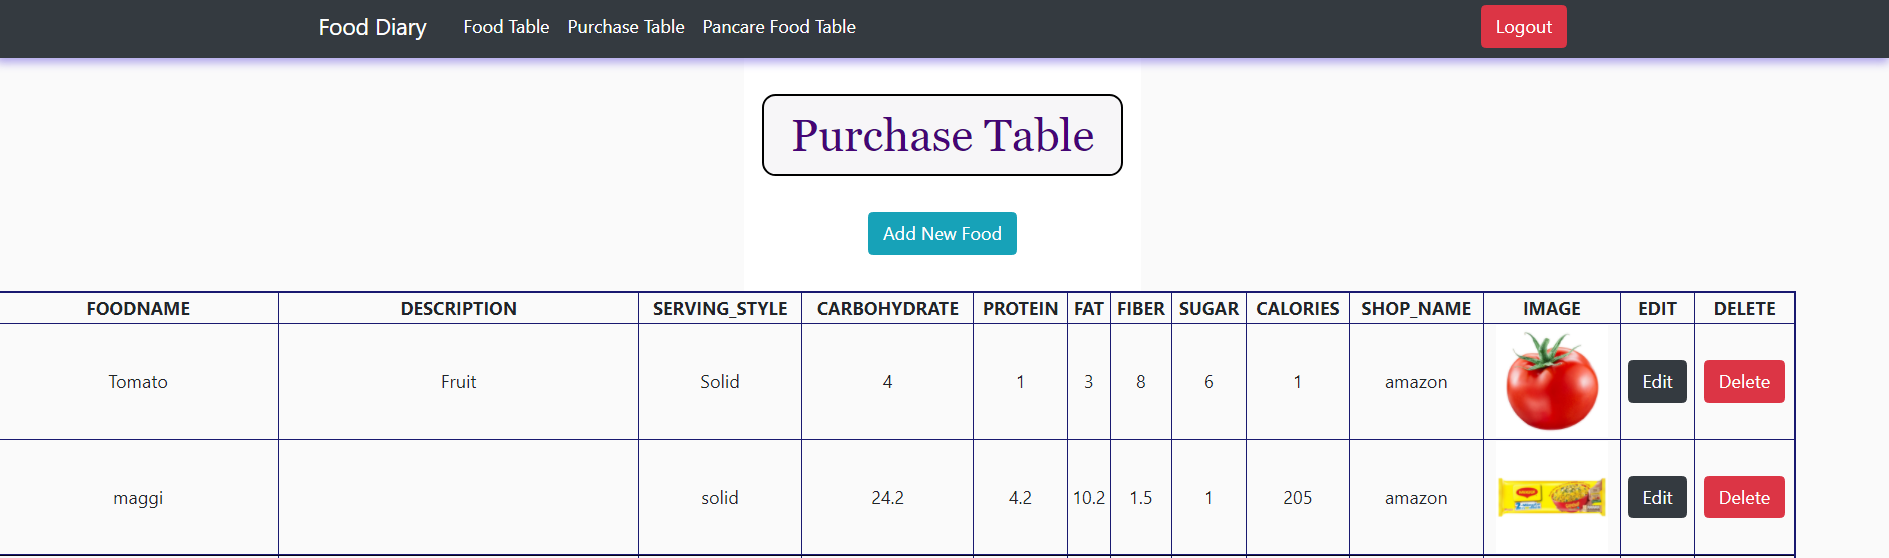 Food Diary Food Table Purchase Table Pancare Food Table Logout
Purchase Table
Add New Food
FOODNAME DESCRIPTION SERVING_STYLE CARBOHYDRATE PROTEIN FAT FIBER SUGAR CALORIES SHOP_NAME IMAGE EDIT DELETE
Tomato Fruit Solid 4 1 3 8 6 1 amazon Edit Delete
maggi solid 24.2 4.2 10.2 1.5 1 205 amazon Edit Delete